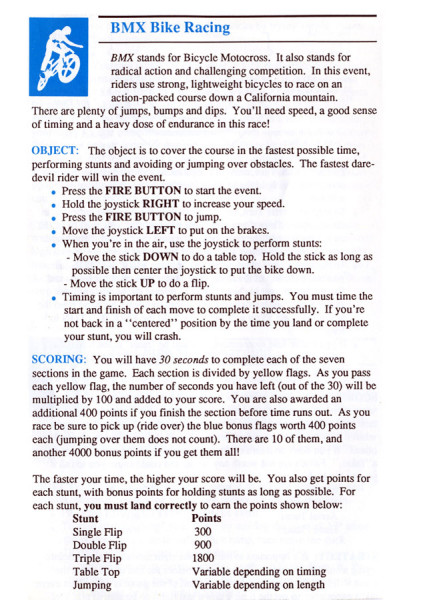 BMX Bike Racing
BMX stands for Bicycle Motocross. It also stands for
radical action and challenging competition. In this event,
riders use strong, lightweight bicycles to race on an
action-packed course down a California mountain.
There are plenty of jumps, bumps and dips. You'll need speed, a good sense
of timing and a heavy dose of endurance in this race!
OBJECT: The object is to cover the course in the fastest possible time,
performing stunts and avoiding or jumping over obstacles. The fastest dare-
devil rider will win the event.
• Press the FIRE BUTTON to start the event.
• Hold the joystick RIGHT to increase your speed.
• Press the FIRE BUTTON to jump.
• Move the joystick LEFT to put on the brakes.
• When you're in the air, use the joystick to perform stunts:
- Move the stick DOWN to do a table top. Hold the stick as long as
possible then center the joystick to put the bike down.
- Move the stick UP to do a flip.
• Timing is important to perform stunts and jumps. You must time the
start and finish of each move to complete it successfully. If you're
not back in a ''centered'' position by the time you land or complete
your stunt, you will crash.
SCORING: You will have 30 seconds to complete each of the seven
sections in the game. Each section is divided by yellow flags. As you pass
each yellow flag, the number of seconds you have left (out of the 30) will be
multiplied by 100 and added to your score. You are also awarded an
additional 400 points if you finish the section before time runs out. As you
race be sure to pick up (ride over) the blue bonus flags worth 400 points
each (jumping over them does not count). There are 10 of them, and
another 4000 bonus points if you get them all!
The faster your time, the higher your score will be. You also get points for
each stunt, with bonus points for holding stunts as long as possible. For
each stunt, you must land correctly to earn the points shown below:
Stunt Points
Single Flip 300
Double Flip 900
Triple Flip 1800
Table Top Variable depending on timing
Jumping Variable depending on length